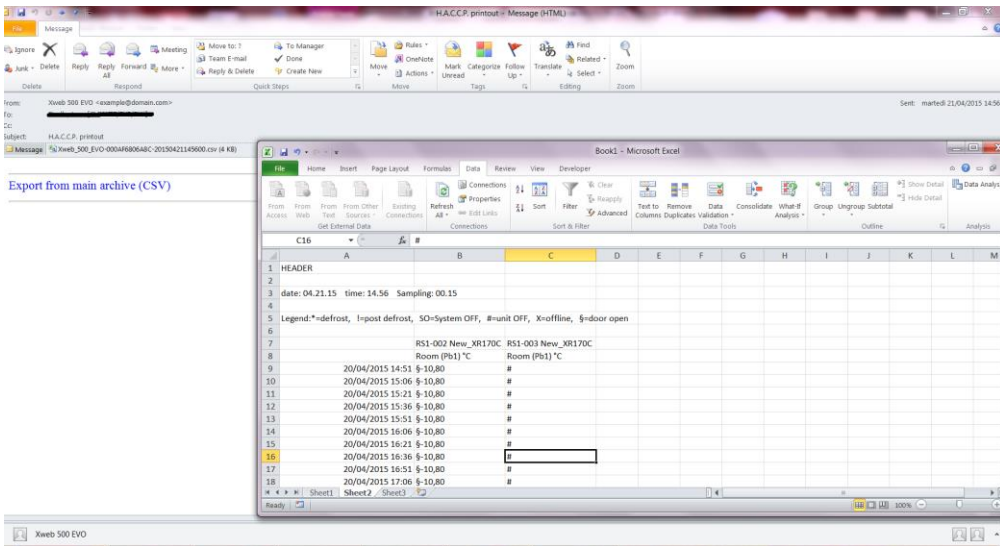 H.A.C.C.P. printout - Message (HTML)
File Message
Ignore
Junk
Delete
Reply Reply All Forward
Meeting
More
Move to: ?
Team E-mail
Reply & Delete
To Manager
Done
Create New
Move
Rules
OneNote
Actions
Mark Unread Categorize Follow Up
Translate
Find
Related
Select
Zoom
Delete Respond Quick Steps Move Tags Editing Zoom
From: Xweb 500 EVO <example@domain.com>
Sent: martedì 21/04/2015 14:56
To:
Cc:
Subject: H.A.C.C.P. printout
Message Xweb_500_EVO-000AF6806A8C-20150421145600.csv (4 KB)
Export from main archive (CSV)
Book1 - Microsoft Excel
File Home Insert Page Layout Formulas Data Review View Developer
From Access From Web From Text From Other Sources Existing Connections
Refresh All
Connections
Properties
Edit Links
Sort Filter
Clear
Reapply
Advanced
Text to Columns Remove Duplicates Data Validation Consolidate What-If Analysis
Group Ungroup Subtotal
Show Detail
Hide Detail
Data Analysis
Get External Data Connections Sort & Filter Data Tools Outline Analysis
C16 fx #
A B C D E F G H I J K L M
1 HEADER
2
3 date: 04.21.15 time: 14.56 Sampling: 00.15
4
5 Legend:*=defrost, !=post defrost, SO=System OFF, #=unit OFF, X=offline, §=door open
6
7 RS1-002 New_XR170C RS1-003 New_XR170C
8 Room (Pb1) °C Room (Pb1) °C
9 20/04/2015 14:51 §-10,80 #
10 20/04/2015 15:06 §-10,80 #
11 20/04/2015 15:21 §-10,80 #
12 20/04/2015 15:36 §-10,80 #
13 20/04/2015 15:51 §-10,80 #
14 20/04/2015 16:06 §-10,80 #
15 20/04/2015 16:21 §-10,80 #
16 20/04/2015 16:36 §-10,80 #
17 20/04/2015 16:51 §-10,80 #
18 20/04/2015 17:06 §-10,80 #
Sheet1 Sheet2 Sheet3
Ready 100%
Xweb 500 EVO